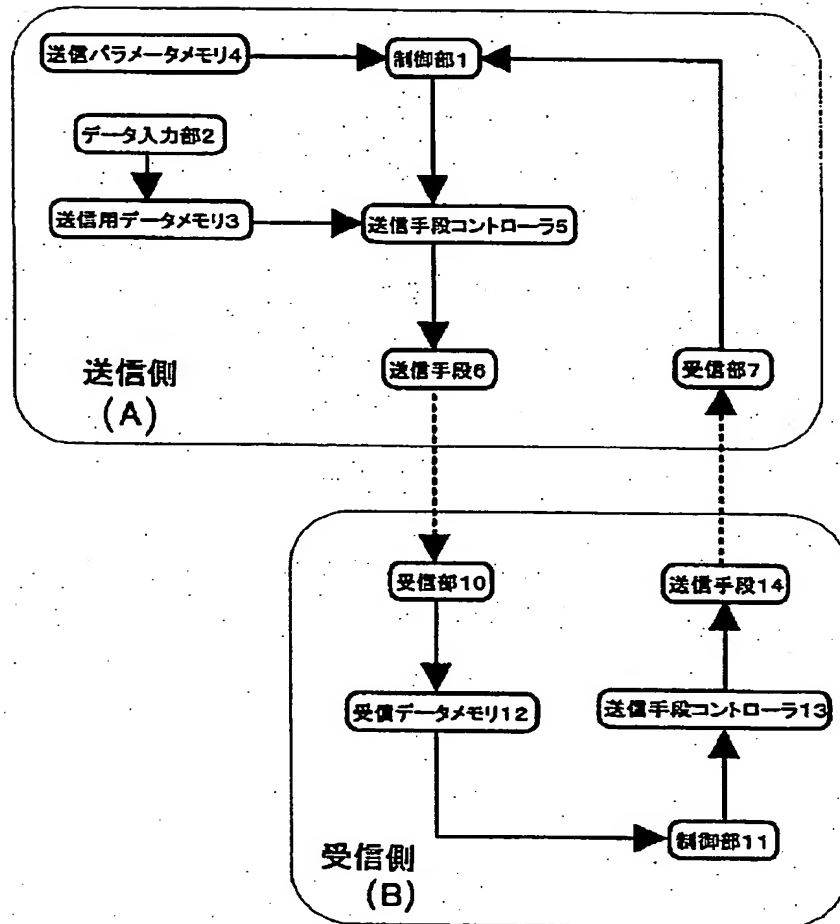 送信パラメータメモリ4
制御部1
データ入力部2
送信用データメモリ3
送信手段コントローラ5
送信手段6
受信部7
送信側
(A)
受信部10
送信手段14
受信データメモリ12
送信手段コントローラ13
制御部11
受信側
(B)